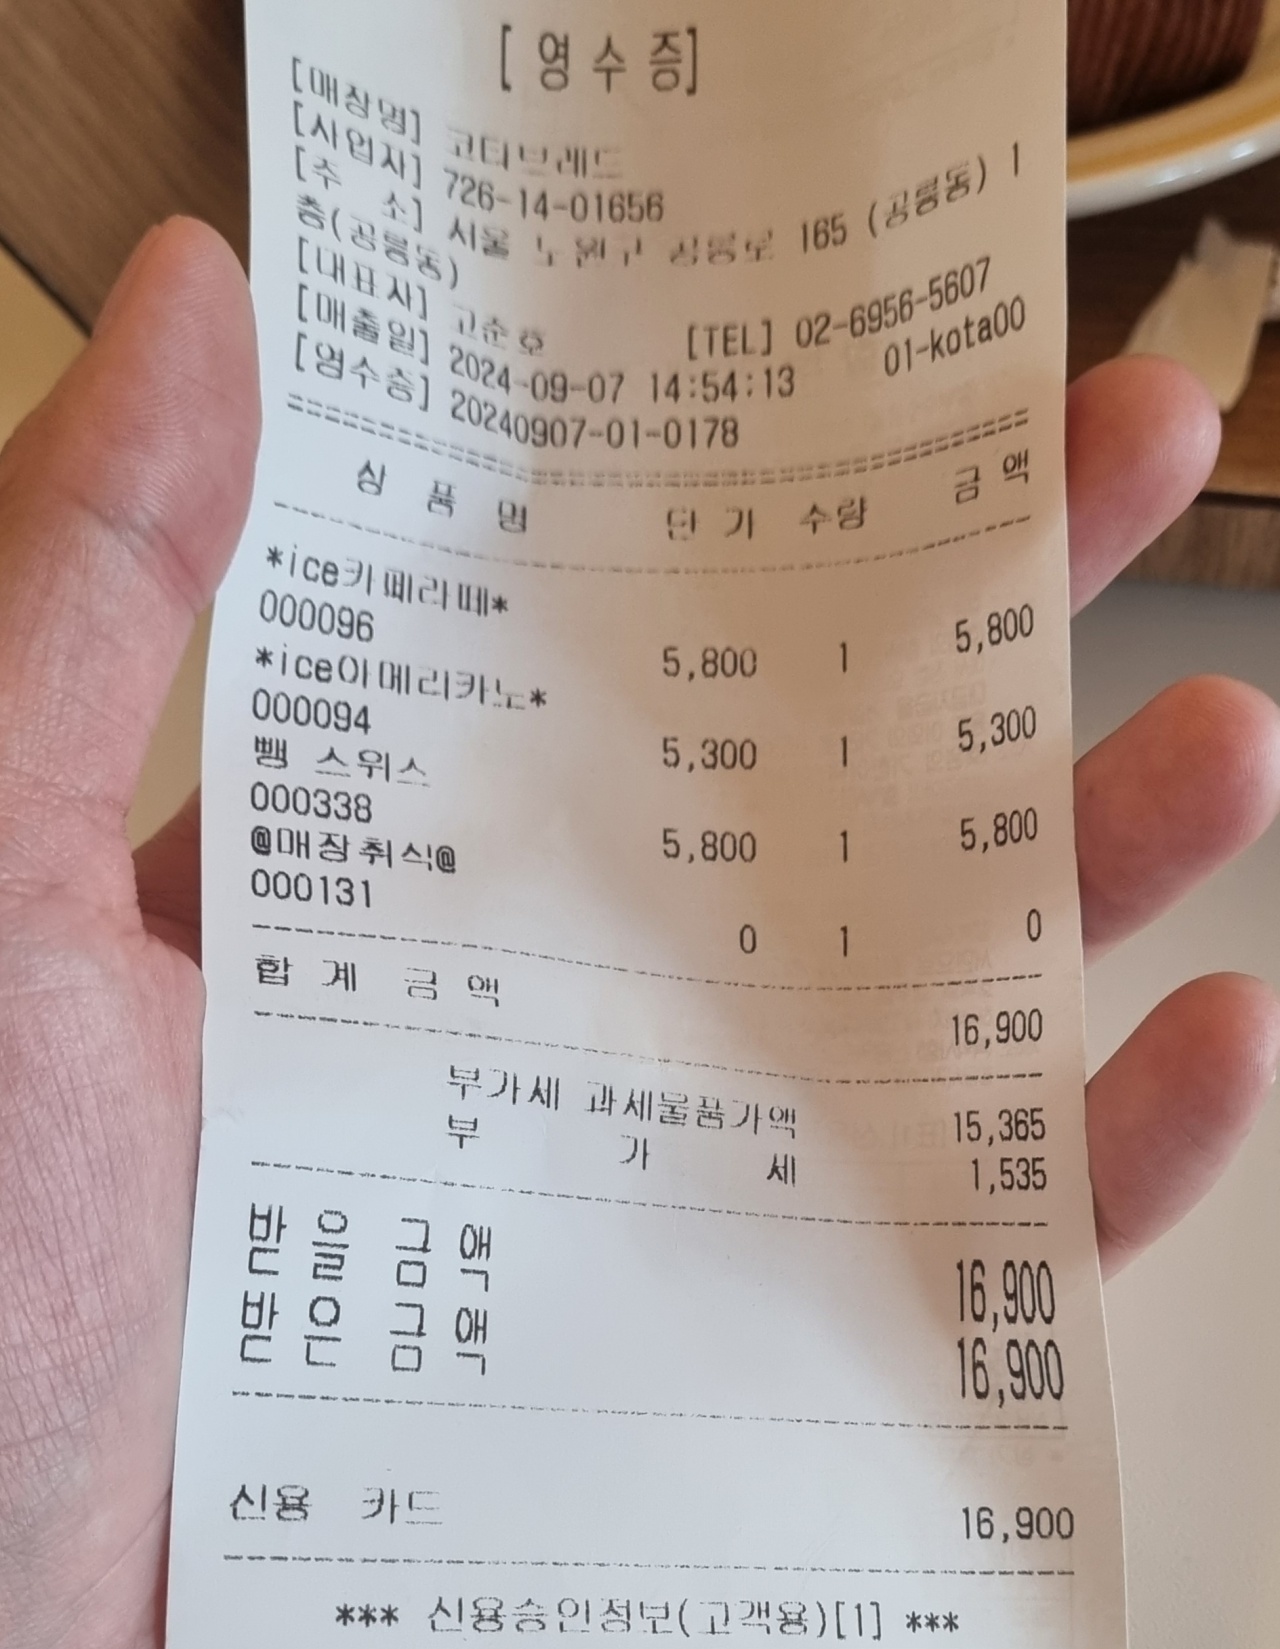 [ 영 수 증]
[매장명] 코타브레드
[사업자] 726-14-01656
[주 소] 서울 노원구 공릉로 165 (공릉동) 1
층(공릉동)
[대표자] 고순호 [TEL] 02-6956-5607
[매출일] 2024-09-07 14:54:13 01-kota00
[영수증] 20240907-01-0178
상 품 명 단 가 수량 금 액
*ice카페라떼*
000096 5,800 1 5,800
*ice아메리카노*
000094 5,300 1 5,300
뺑 스위스
000338 5,800 1 5,800
@매장취식@
000131 0 1 0
합 계 금 액 16,900
부가세 과세물품가액 15,365
부 가 세 1,535
받 을 금 액 16,900
받 은 금 액 16,900
신용 카드 16,900
*** 신용승인정보(고객용)[1] ***